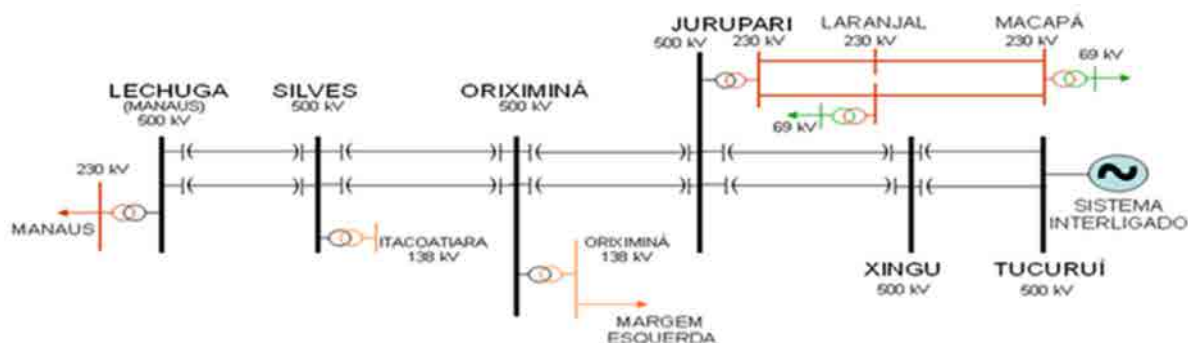 JURUPARI
500 kV
230 kV
LARANJAL
230 kV
MACAPÁ
230 kV
69 kV
LECHUGA
(MANAUS)
500 kV
SILVES
500 kV
ORIXIMINÁ
500 kV
69 kV
230 kV
MANAUS
ITACOATIARA
138 kV
ORIXIMINÁ
138 kV
MARGEM
ESQUERDA
SISTEMA
INTERLIGADO
XINGU
500 kV
TUCURUÍ
500 kV